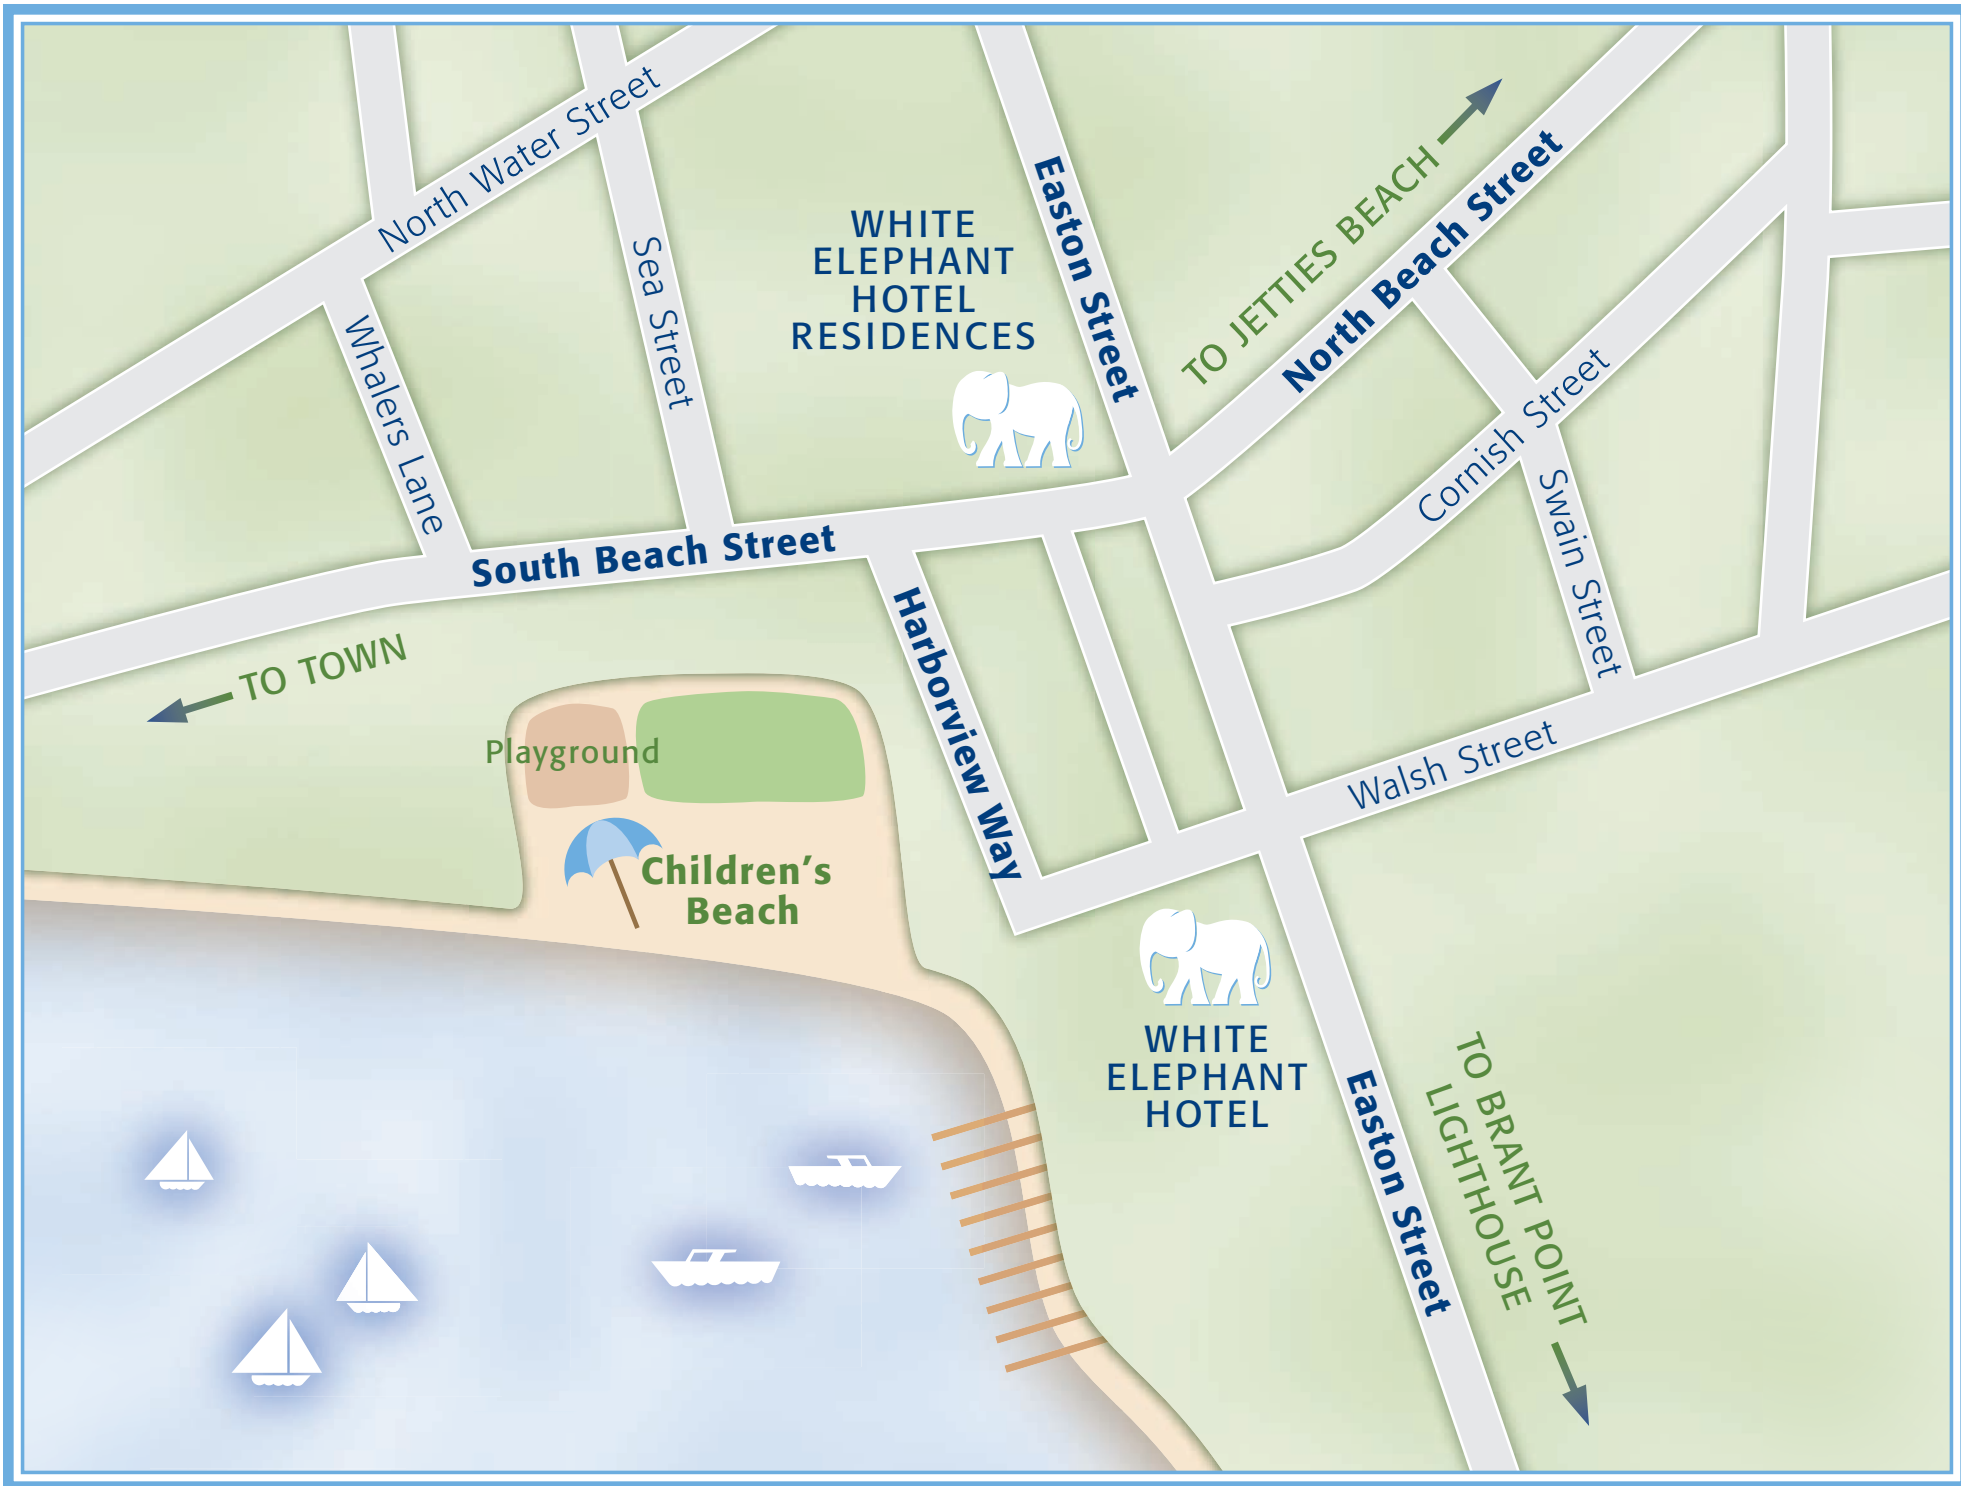 North Water Street
Sea Street
Whalers Lane
WHITE
ELEPHANT
HOTEL
RESIDENCES
Easton Street
TO JETTIES BEACH
North Beach Street
Cornish Street
Swain Street
South Beach Street
TO TOWN
Harborview Way
Playground
Walsh Street
Children's
Beach
WHITE
ELEPHANT
HOTEL
Easton Street
TO BRANT POINT
LIGHTHOUSE